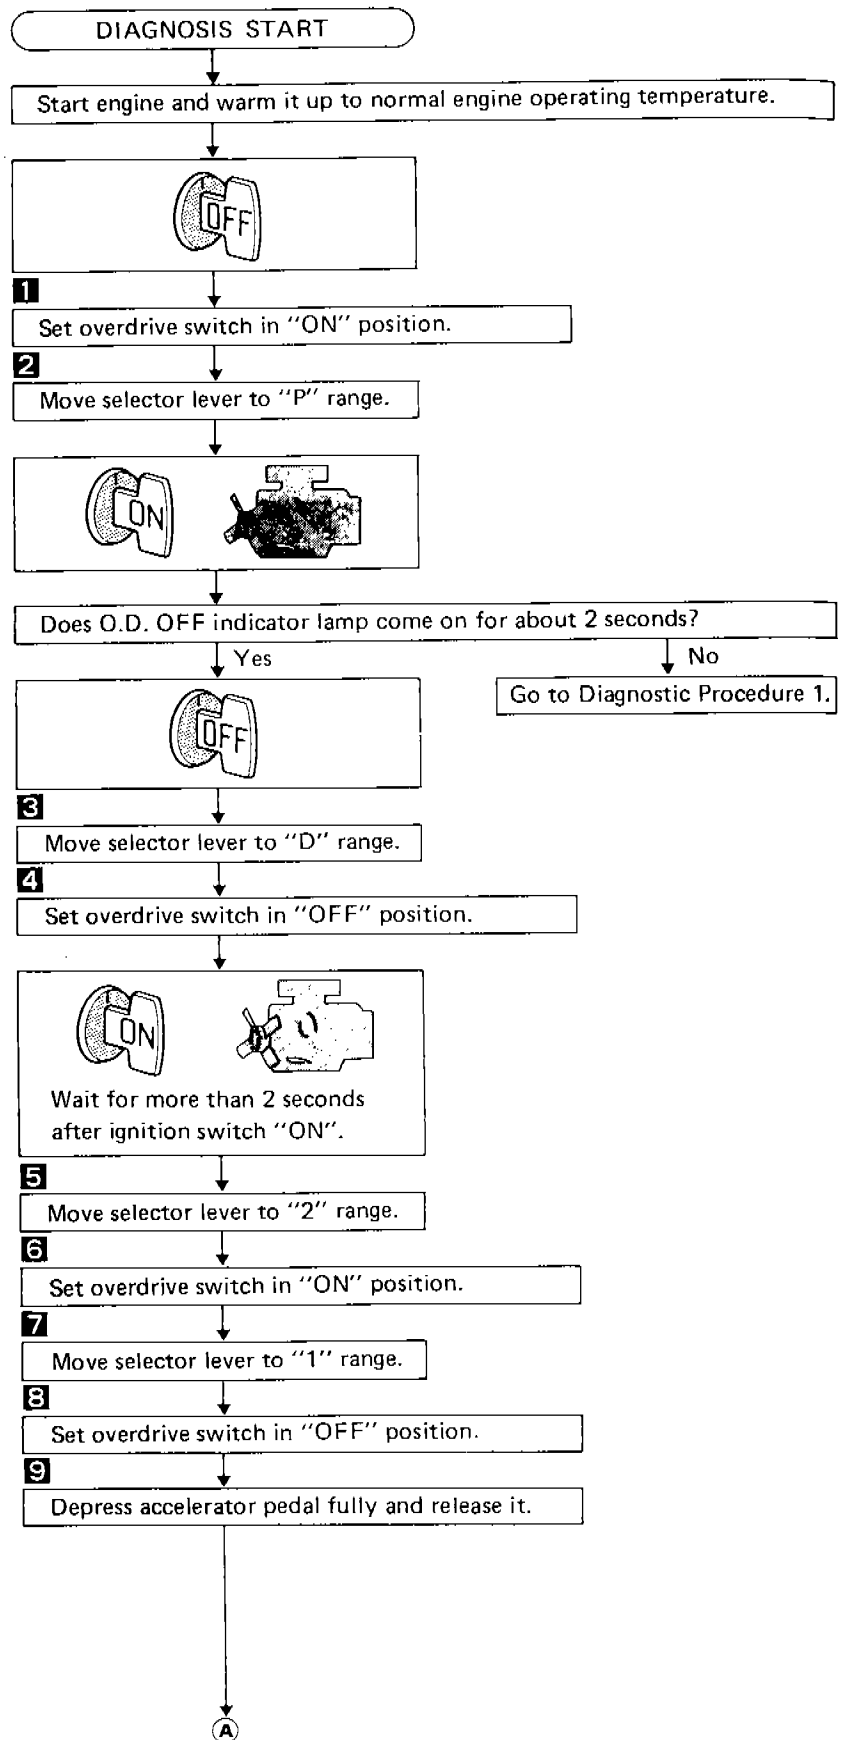 DIAGNOSIS START
Start engine and warm it up to normal engine operating temperature.
OFF
1
Set overdrive switch in "ON" position.
2
Move selector lever to "P" range.
ON
Does O.D. OFF indicator lamp come on for about 2 seconds?
Yes
No
OFF
Go to Diagnostic Procedure 1.
3
Move selector lever to "D" range.
4
Set overdrive switch in "OFF" position.
ON
Wait for more than 2 seconds
after ignition switch "ON".
5
Move selector lever to "2" range.
6
Set overdrive switch in "ON" position.
7
Move selector lever to "1" range.
8
Set overdrive switch in "OFF" position.
9
Depress accelerator pedal fully and release it.
A